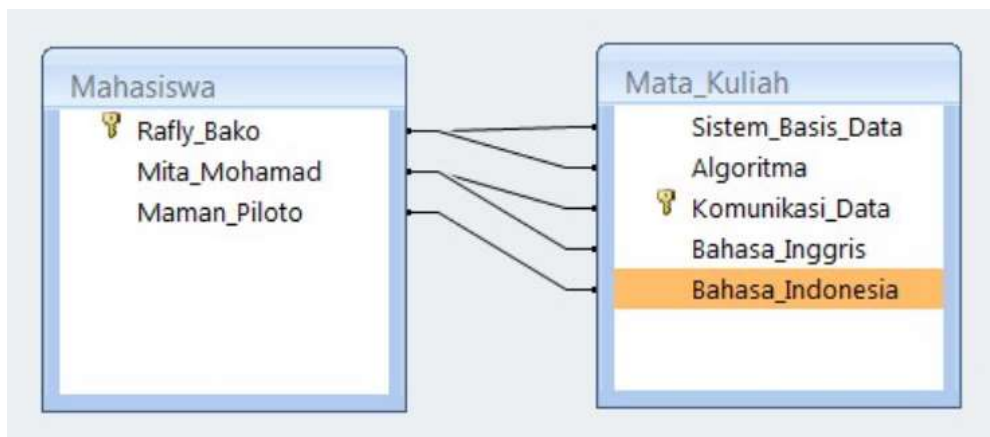 Mahasiswa
Rafly_Bako
Mita_Mohamad
Maman_Piloto
Mata_Kuliah
Sistem_Basis_Data
Algoritma
Komunikasi_Data
Bahasa_Inggris
Bahasa_Indonesia